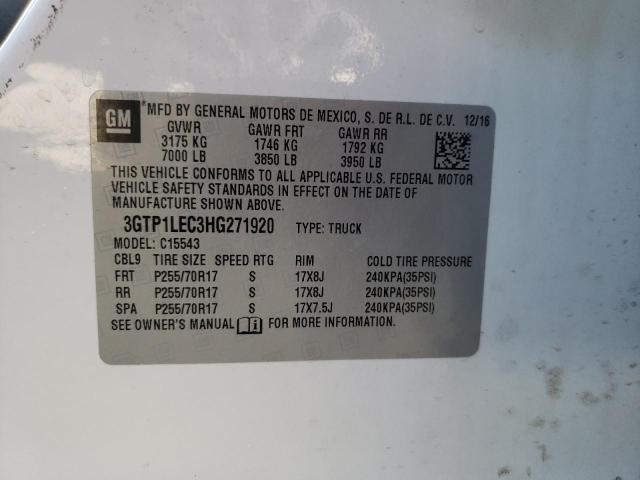 GM *MFD BY GENERAL MOTORS DE MEXICO, S. DE R.L. DE C.V. 12/16
GVWR GAWR FRT GAWR RR
3175 KG 1746 KG 1792 KG
7000 LB 3850 LB 3950 LB
THIS VEHICLE CONFORMS TO ALL APPLICABLE U.S. FEDERAL MOTOR
VEHICLE SAFETY STANDARDS IN EFFECT ON THE DATE OF
MANUFACTURE SHOWN ABOVE.
3GTP1LEC3HG271920 TYPE: TRUCK
MODEL: C15543
CBL9 TIRE SIZE SPEED RTG RIM COLD TIRE PRESSURE
FRT P255/70R17 S 17X8J 240KPA(35PSI)
RR P255/70R17 S 17X8J 240KPA(35PSI)
SPA P255/70R17 S 17X7.5J 240KPA(35PSI)
SEE OWNER'S MANUAL FOR MORE INFORMATION.